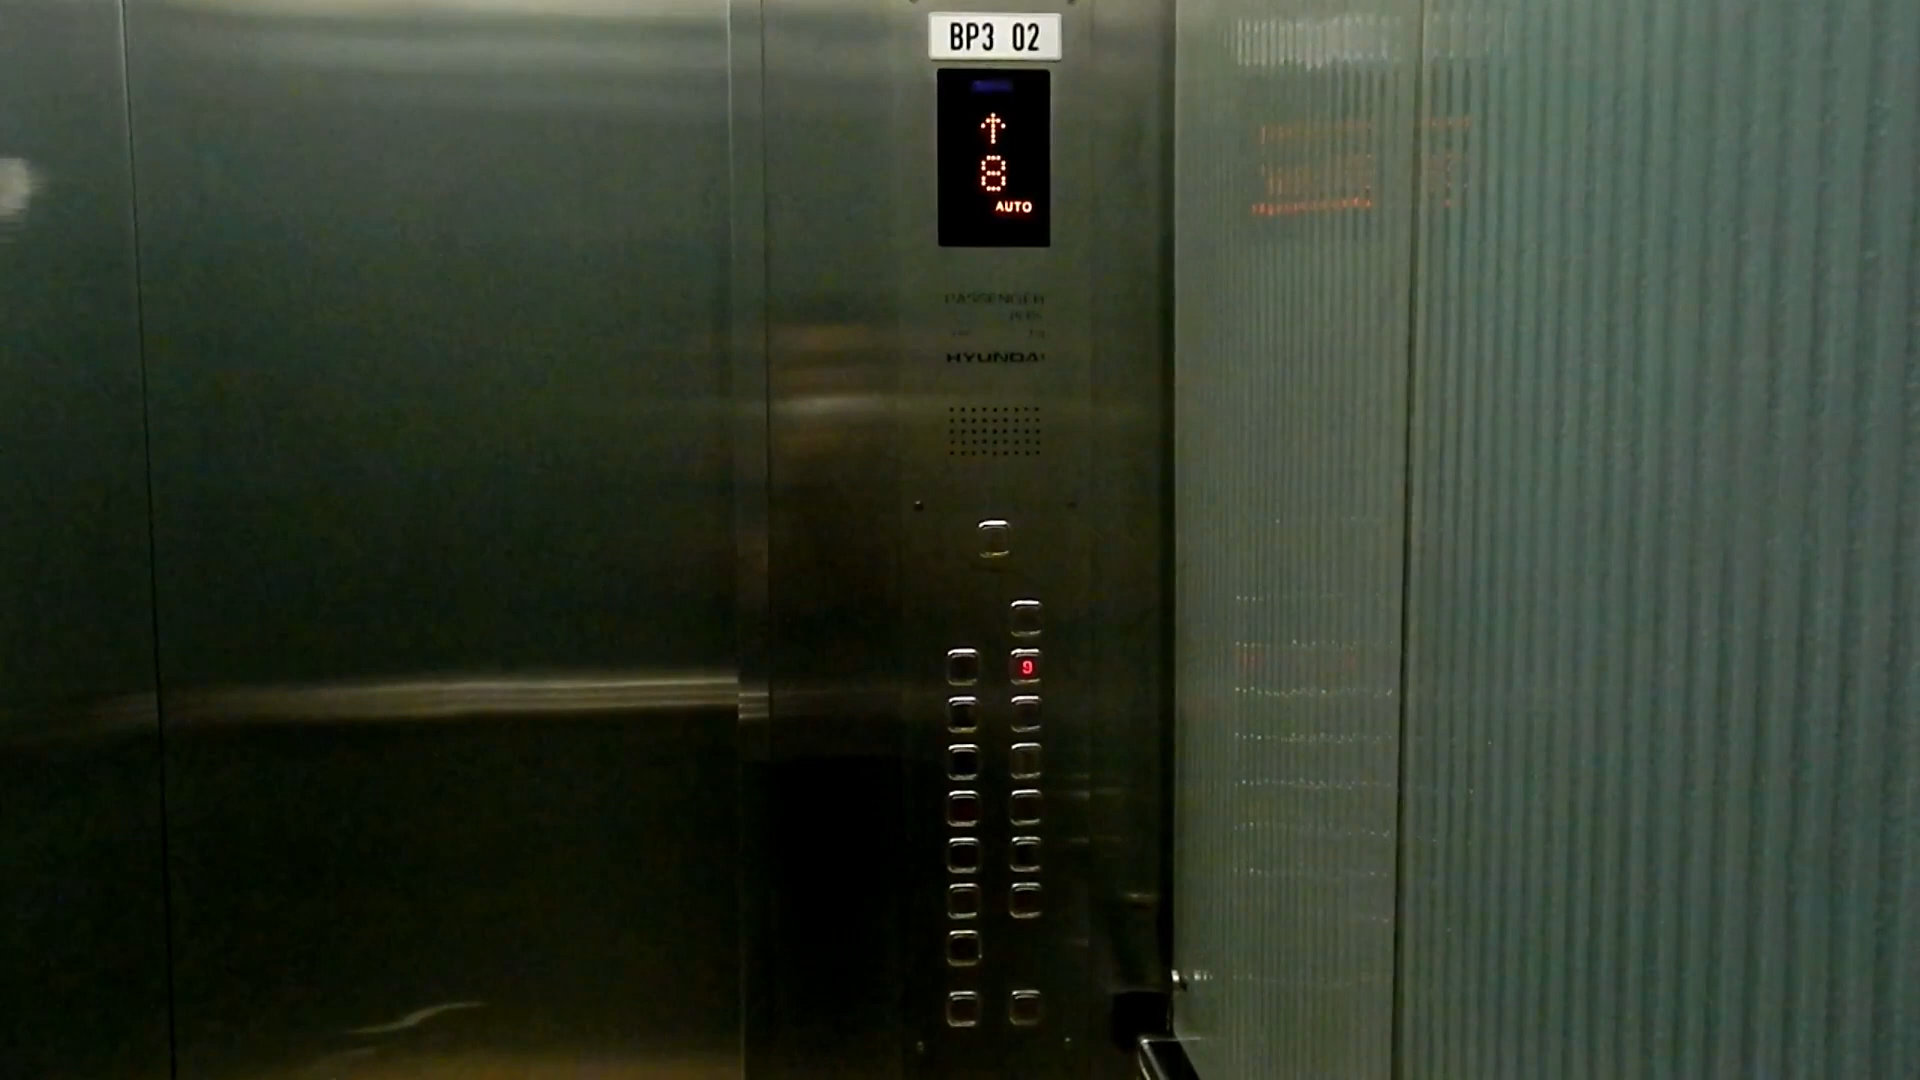 BP3 02
↑
8
AUTO
PASSENGER
HYUNDAI
9